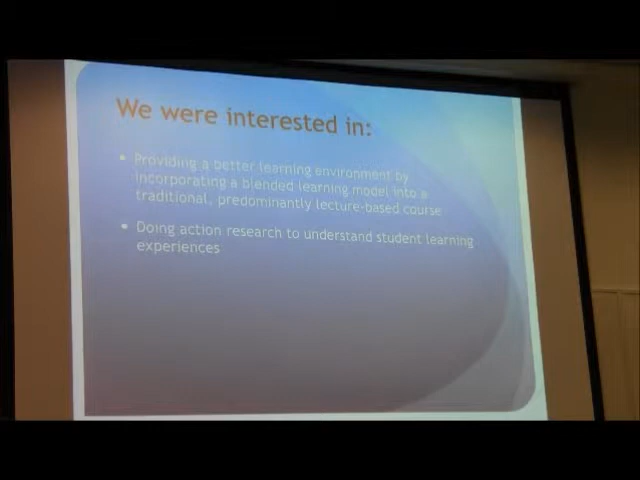 We were interested in:
• Providing a better learning environment by
incorporating a blended learning model into a
traditional, predominantly lecture-based course
• Doing action research to understand student learning
experiences